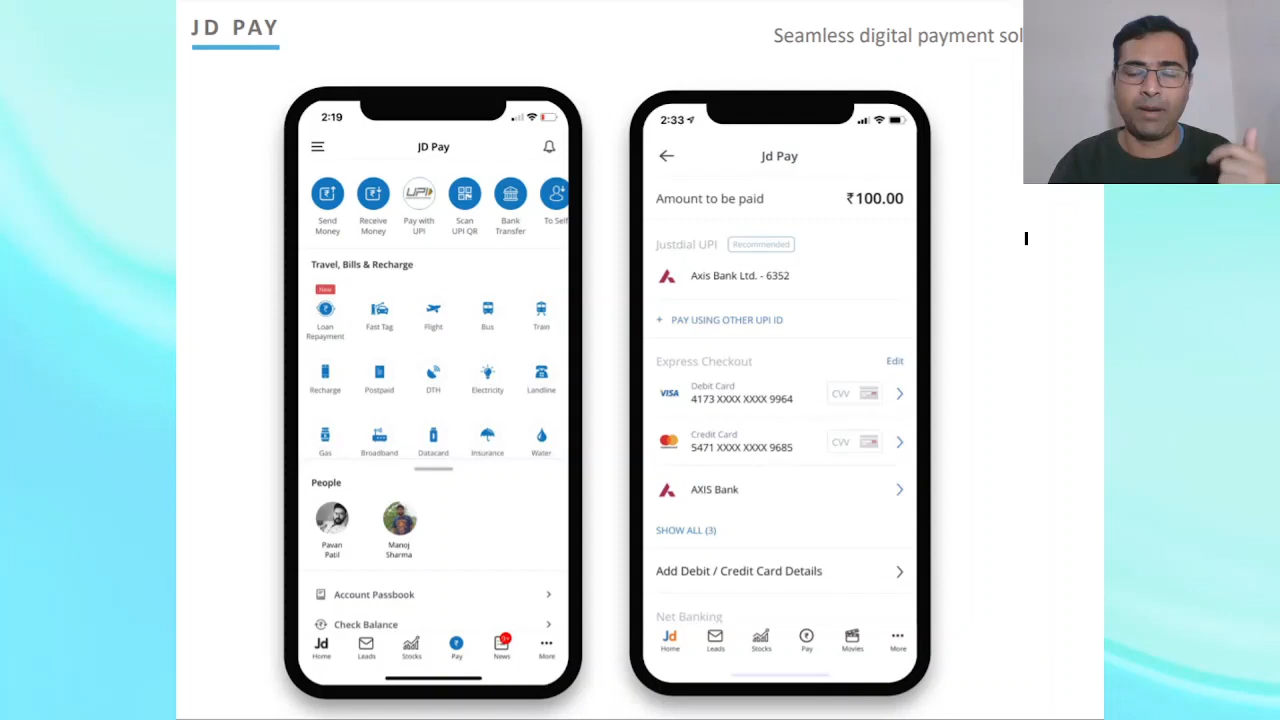 JD PAY
Seamless digital payment sol
2:19
JD Pay
UPI
Send Money
Receive Money
Pay with UPI
Scan UPI QR
Bank Transfer
To Self
Travel, Bills & Recharge
New
Loan Repayment
Fast Tag
Flight
Bus
Train
Recharge
Postpaid
DTH
Electricity
Landline
Gas
Broadband
Datacard
Insurance
Water
People
Pavan Patil
Manoj Sharma
Account Passbook
Check Balance
Jd
Home
Leads
Stocks
Pay
News
More
2:33
Jd Pay
Amount to be paid ₹100.00
Justdial UPI Recommended
Axis Bank Ltd. - 6352
+ PAY USING OTHER UPI ID
Express Checkout Edit
VISA
Debit Card
4173 XXXX XXXX 9964
CVV
Credit Card
5471 XXXX XXXX 9685
CVV
AXIS Bank
SHOW ALL (3)
Add Debit / Credit Card Details
Net Banking
Jd
Home
Leads
Stocks
Pay
Movies
More